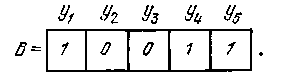 y₁ y₂ y₃ y₄ y₅
B = 1 0 0 1 1 .